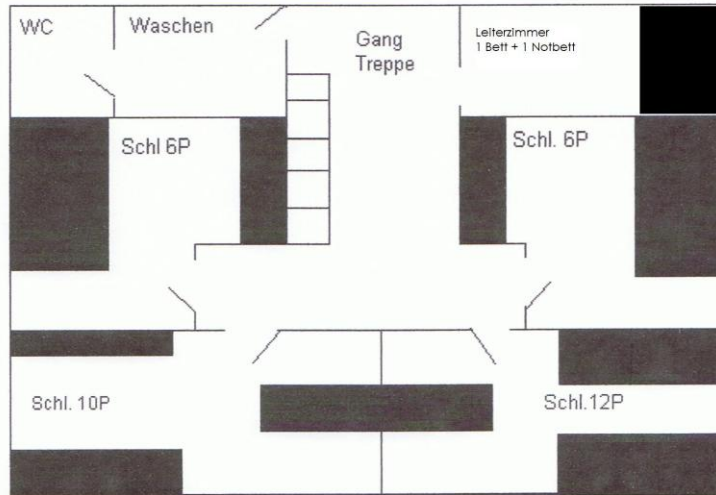 WC
Waschen
Gang
Treppe
Leiterzimmer
1 Bett + 1 Notbett
Schl 6P
Schl. 6P
Schl. 10P
Schl.12P